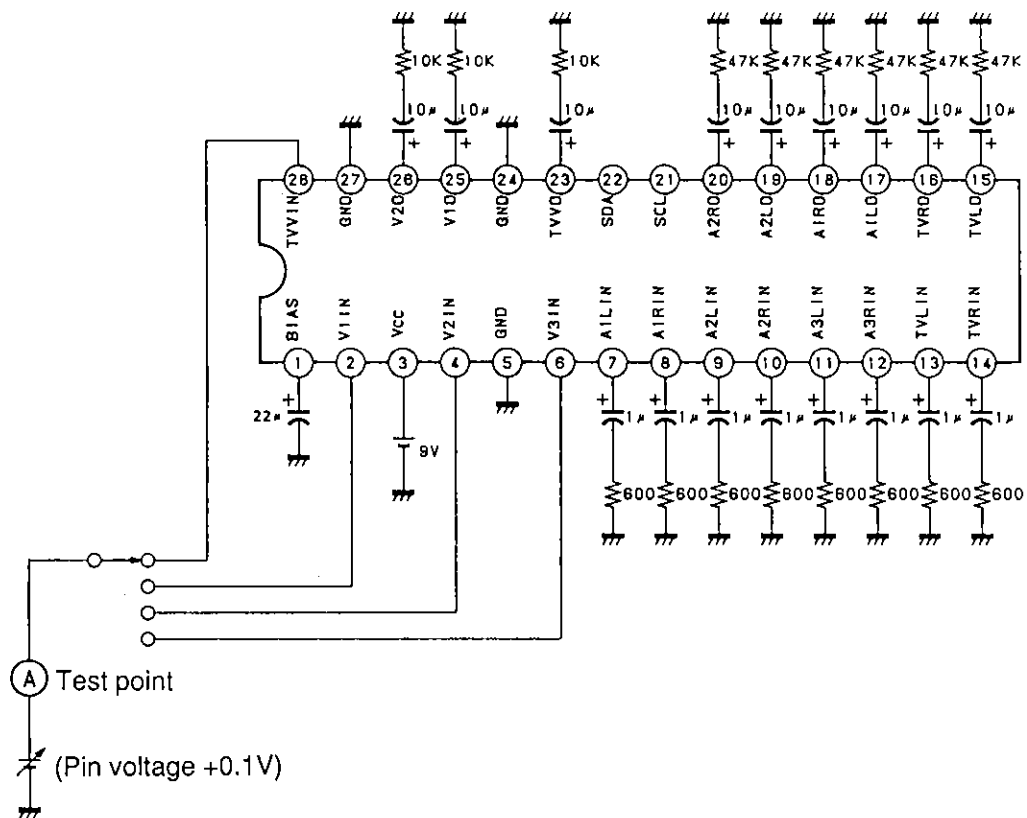 10K 10K 10K 47K 47K 47K 47K 47K 47K
10μ 10μ 10μ 10μ 10μ 10μ 10μ 10μ 10μ
+ + + + + + + + +
28 27 26 25 24 23 22 21 20 19 18 17 16 15
TVVIN GND V2O V1O GND TVVO SDA SCL A2RO A2LO A1RO A1LO TVRO TVLO
BIAS V1IN VCC V2IN GND V3IN A1LIN A1RIN A2LIN A2RIN A3LIN A3RIN TVLIN TVRIN
1 2 3 4 5 6 7 8 9 10 11 12 13 14
+ + + + + + + + +
22μ 1μ 1μ 1μ 1μ 1μ 1μ 1μ 1μ
9V
600 600 600 600 600 600 600 600
A Test point
(Pin voltage +0.1V)